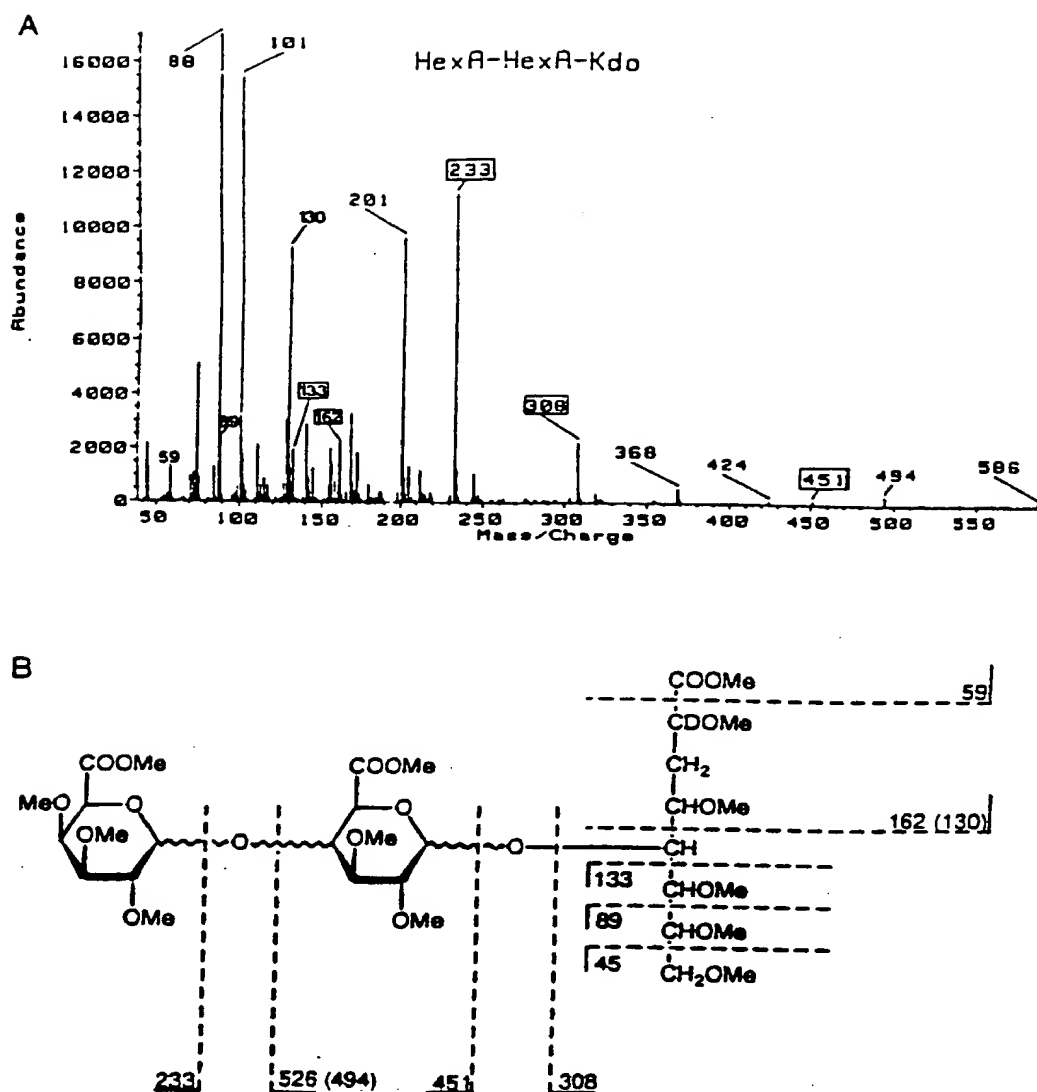 A
HexA-HexA-Kdo
Abundance
16000
14000
12000
10000
8000
6000
4000
2000
0
88
101
233
201
130
133
162
89
59
308
368
424
451
494
586
50 100 150 200 250 300 350 400 450 500 550
Mass/Charge
B
COOMe
59
CDOMe
CH2
CHOMe
162 (130)
CH
133
CHOMe
89
CHOMe
45
CH2OMe
COOMe
MeO
O
OMe
OMe
O
COOMe
O
OMe
OMe
O
233
526 (494)
451
308